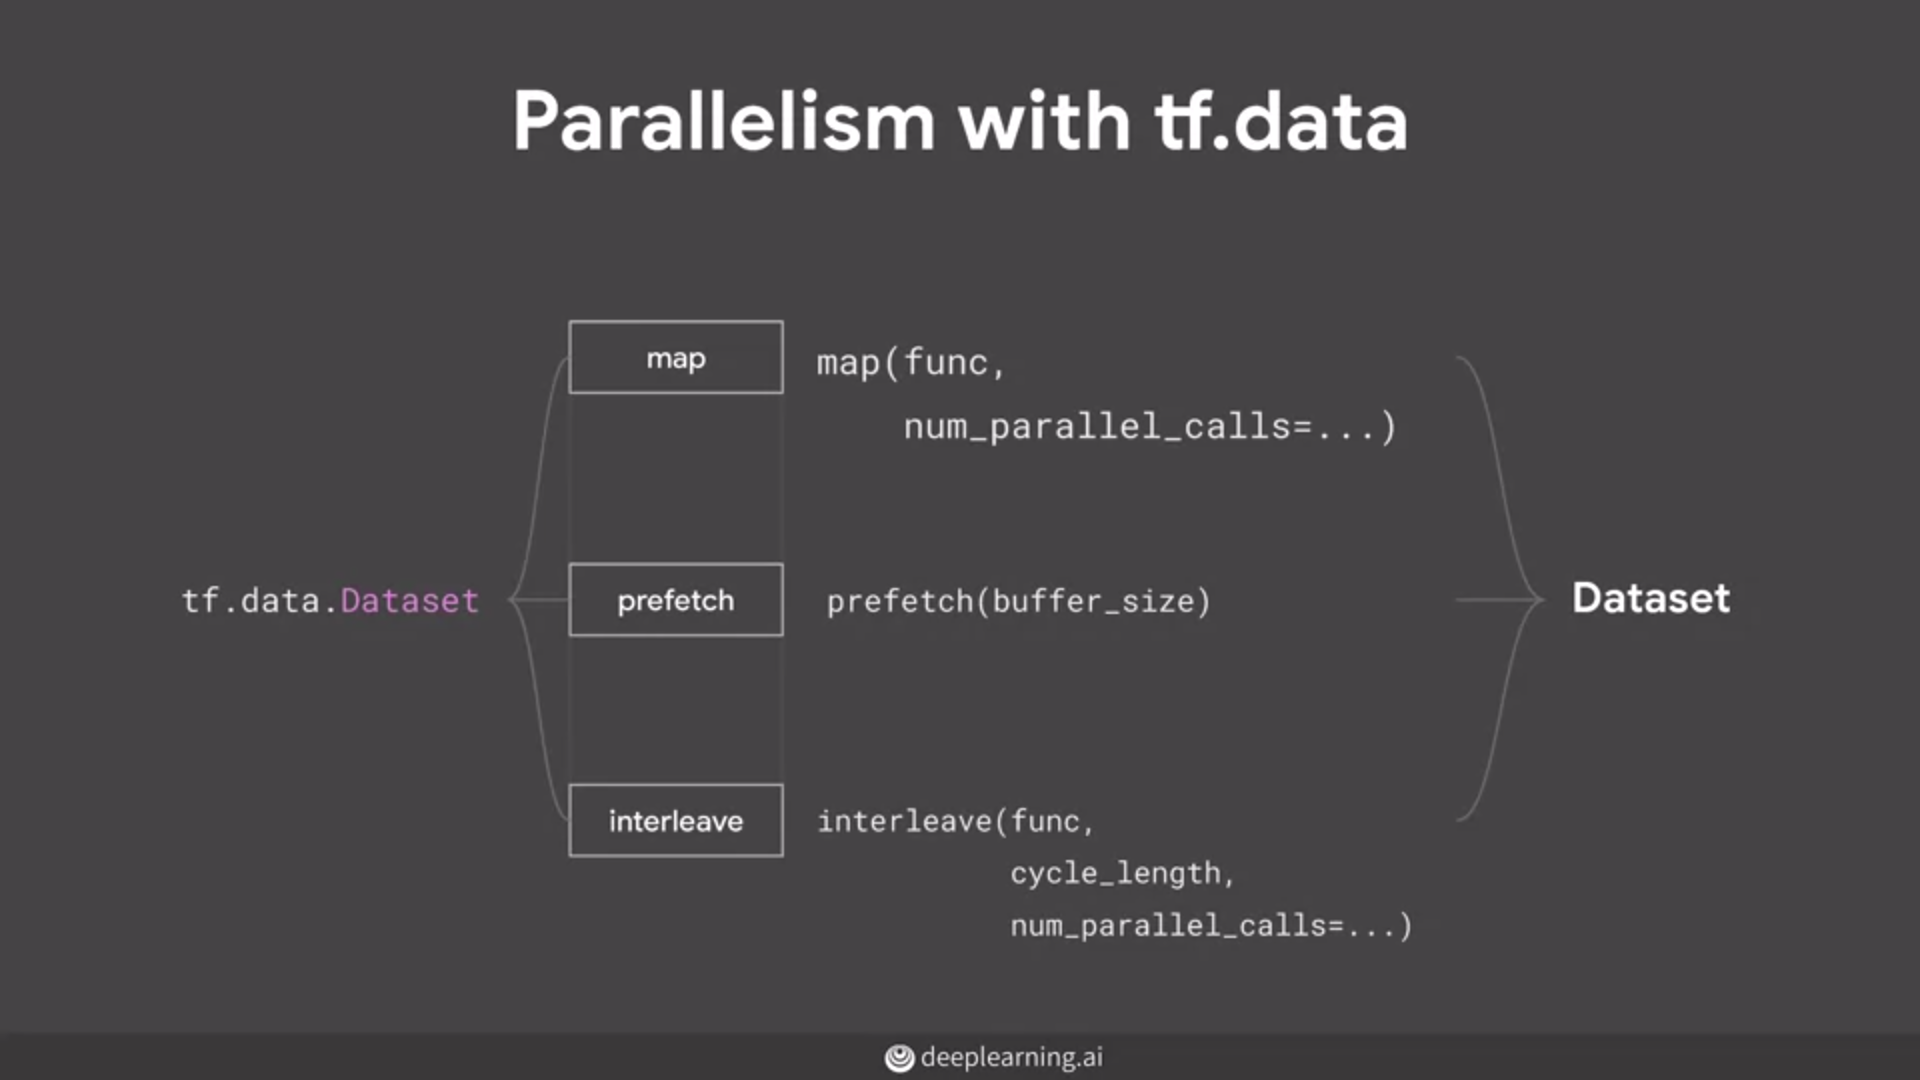 Parallelism with tf.data
map
map(func,
num_parallel_calls=...)
tf.data.Dataset
prefetch
prefetch(buffer_size)
Dataset
interleave
interleave(func,
cycle_length,
num_parallel_calls=...)
deeplearning.ai